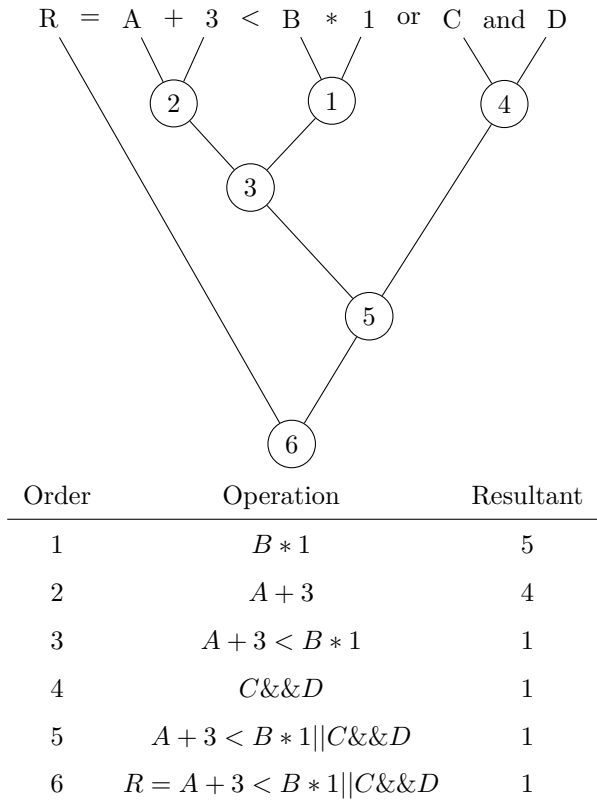 R = A + 3 < B * 1 or C and D
2 1 4
3
5
6
Order Operation Resultant
1 B * 1 5
2 A + 3 4
3 A + 3 < B * 1 1
4 C&&D 1
5 A + 3 < B * 1||C&&D 1
6 R = A + 3 < B * 1||C&&D 1